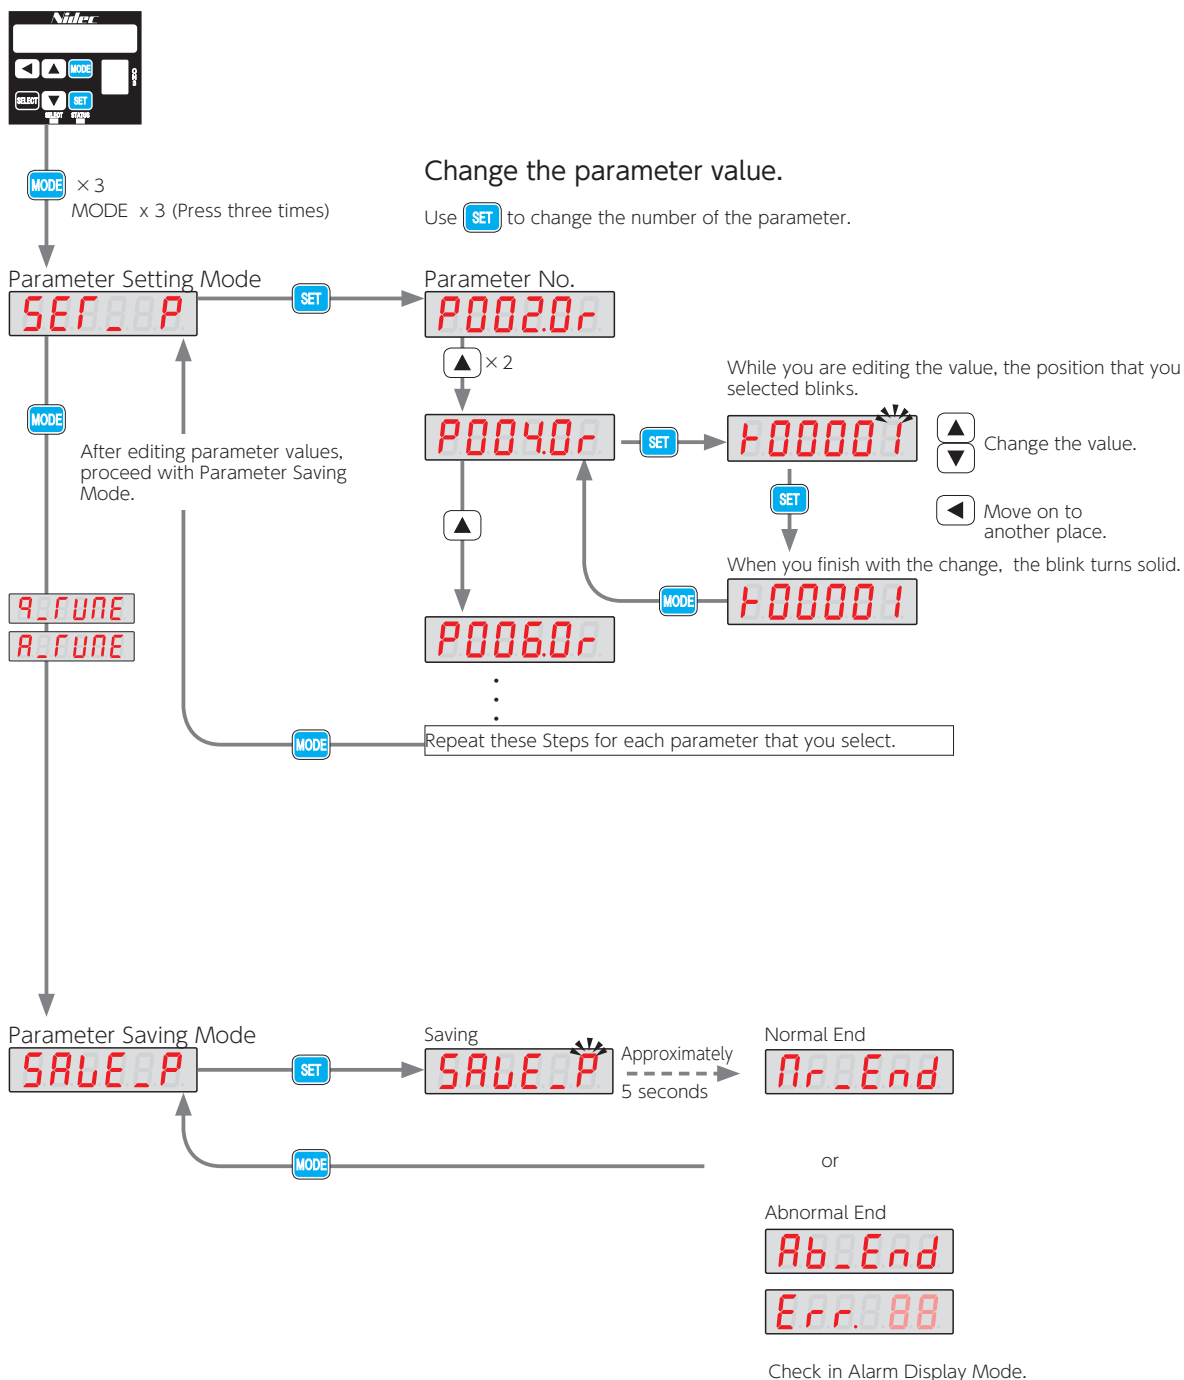 Nidec
MODE
SELECT
SET
SELECT
STATUS
COMS
MODE
×3
MODE x 3 (Press three times)
Change the parameter value.
Use SET to change the number of the parameter.
Parameter Setting Mode
SET_ P
SET
Parameter No.
P002.0r
×2
While you are editing the value, the position that you
selected blinks.
P004.0r
SET
F00001
Change the value.
MODE
After editing parameter values,
proceed with Parameter Saving
Mode.
SET
Move on to
another place.
When you finish with the change, the blink turns solid.
MODE
F00001
q_TUNE
A_TUNE
P006.0r
Repeat these Steps for each parameter that you select.
MODE
Parameter Saving Mode
SAVE_P
SET
Saving
SAVE_P
Approximately
5 seconds
Normal End
Nr_End
MODE
or
Abnormal End
Ab_End
Err. 88
Check in Alarm Display Mode.